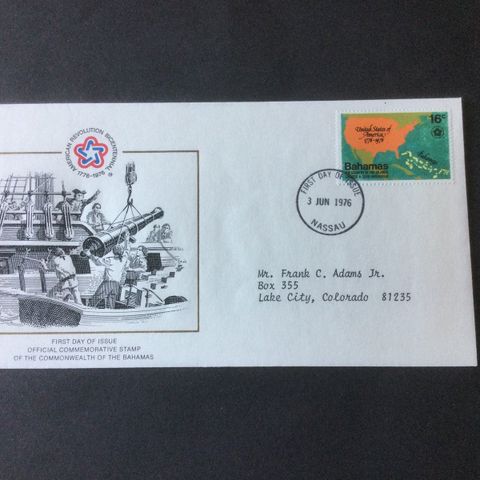 AMERICAN REVOLUTION BICENTENNIAL
1776-1976
FIRST DAY OF ISSUE
OFFICIAL COMMEMORATIVE STAMP
OF THE COMMONWEALTH OF THE BAHAMAS
16c
United States of
America
1776-1976
Bahamas
FIRST DAY OF ISSUE
3 JUN 1976
NASSAU
Mr. Frank C. Adams Jr.
Box 355
Lake City, Colorado 81235